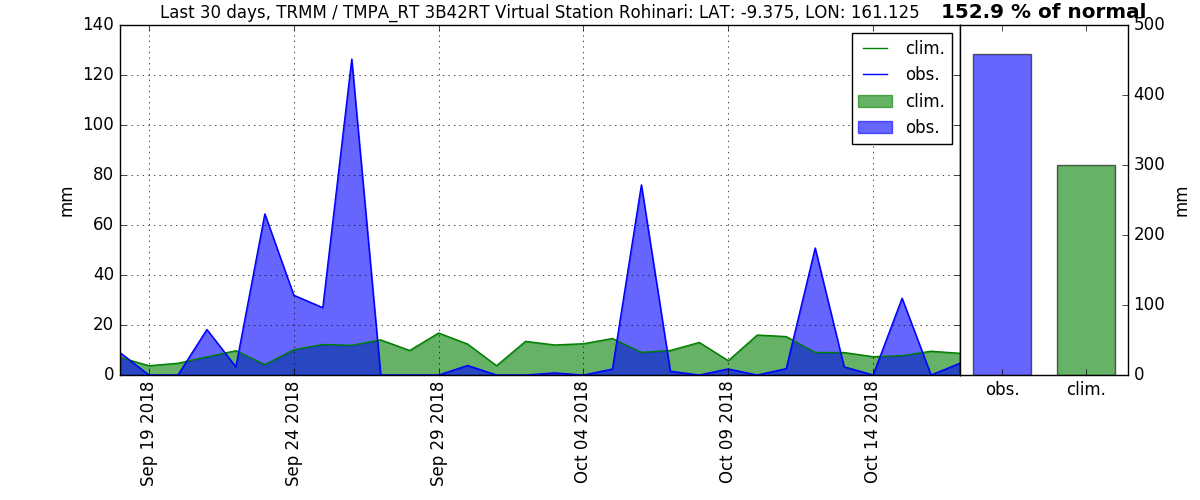 Last 30 days, TRMM / TMPA_RT 3B42RT Virtual Station Rohinari: LAT: -9.375, LON: 161.125
152.9 % of normal
140
120
100
80
60
40
20
0
mm
clim.
obs.
clim.
obs.
Sep 19 2018
Sep 24 2018
Sep 29 2018
Oct 04 2018
Oct 09 2018
Oct 14 2018
500
400
300
200
100
0
mm
obs.
clim.